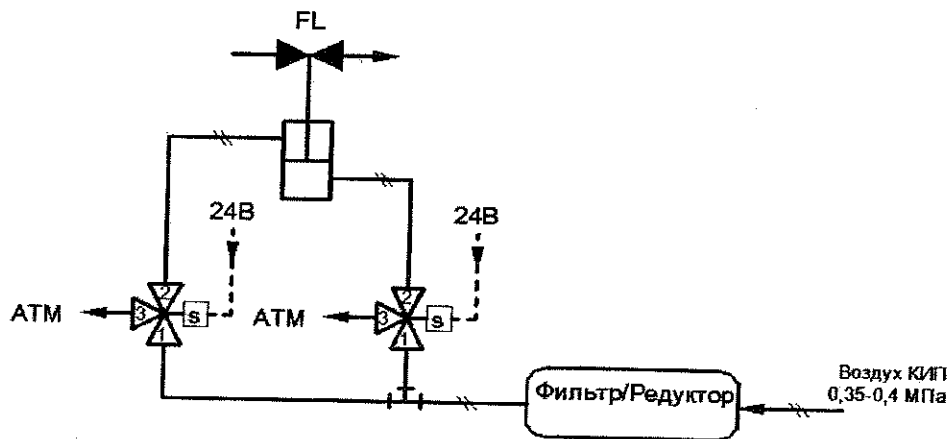 FL
24В
24В
2
3
s
1
АТМ
2
3
s
1
АТМ
Фильтр/Редуктор
Воздух КИП
0,35-0,4 МПа